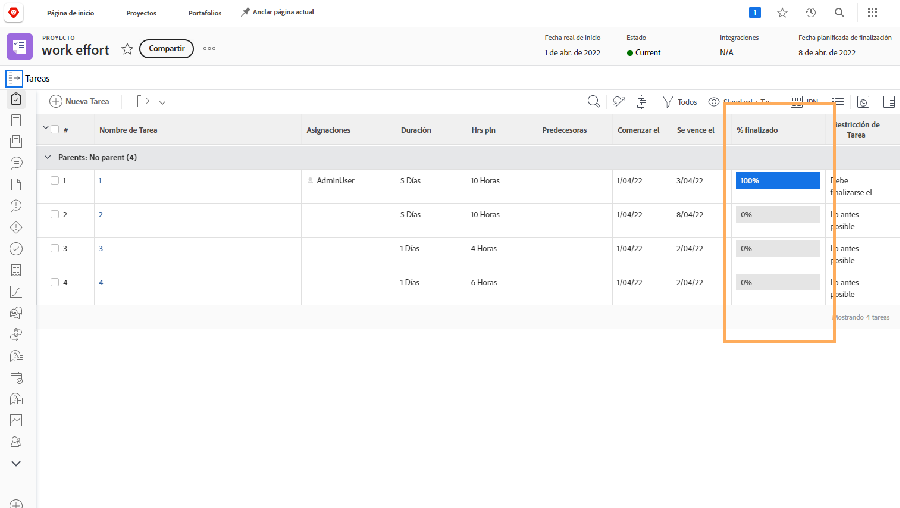 Página de inicio Proyectos Portafolios Anclar página actual 1
PROYECTO
work effort Compartir
Fecha real de inicio Estado Integraciones Fecha planificada de finalización
1 de abr. de 2022 Current N/A 8 de abr. de 2022
Tareas
Nueva Tarea Todos
# Nombre de Tarea Asignaciones Duración Hrs pln Predecesoras Comenzar el Se vence el % finalizado Restricción de Tarea
Parents: No parent (4)
1 1 AdminUser 5 Días 10 Horas 1/04/22 3/04/22 100% Debe finalizarse el
2 2 5 Días 10 Horas 1/04/22 8/04/22 0% Lo antes posible
3 3 1 Días 4 Horas 1/04/22 2/04/22 0% Lo antes posible
4 4 1 Días 6 Horas 1/04/22 2/04/22 0% Lo antes posible
Mostrando 4 tareas